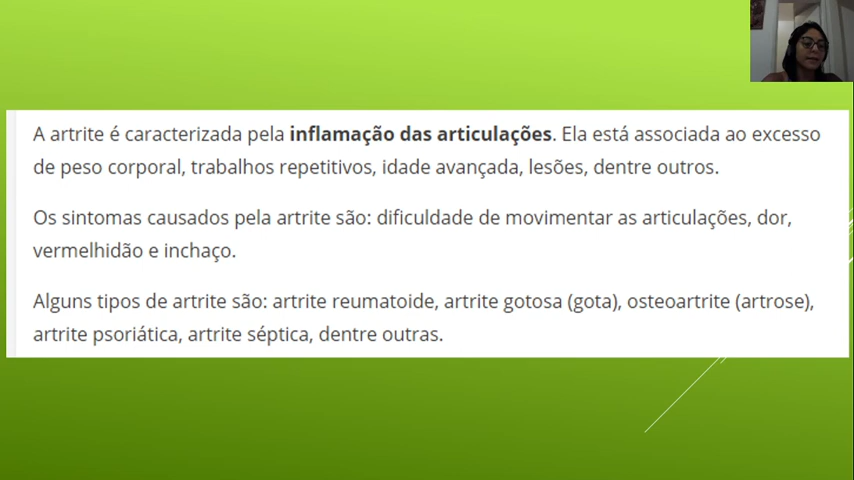 A artrite é caracterizada pela inflamação das articulações. Ela está associada ao excesso
de peso corporal, trabalhos repetitivos, idade avançada, lesões, dentre outros.
Os sintomas causados pela artrite são: dificuldade de movimentar as articulações, dor,
vermelhidão e inchaço.
Alguns tipos de artrite são: artrite reumatoide, artrite gotosa (gota), osteoartrite (artrose),
artrite psoriática, artrite séptica, dentre outras.